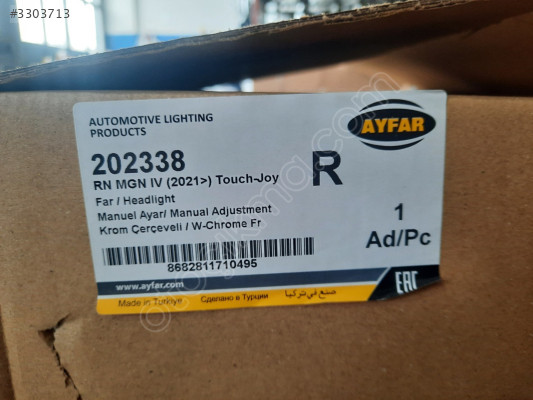 #3303713
AUTOMOTIVE LIGHTING
PRODUCTS
AYFAR
202338
R
RN MGN IV (2021>) Touch-Joy
Far / Headlight
Manuel Ayar/ Manual Adjustment
Krom Çerçeveli / W-Chrome Fr
1
Ad/Pc
8682811710495
www.ayfar.com
EAC
Made in Türkiye
Сделано в Турции
صنع في تركيا